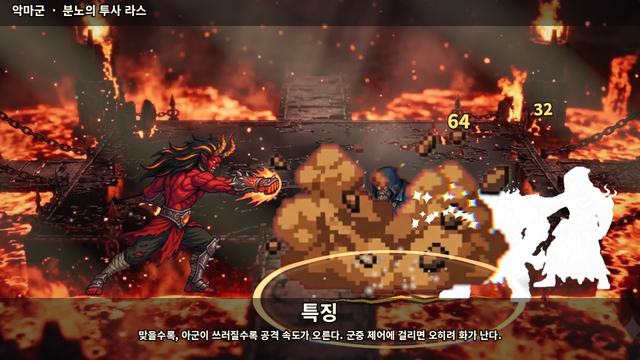 악마군 · 분노의 투사 라스
64
32
특징
맞을수록, 아군이 쓰러질수록 공격 속도가 오른다. 군중 제어에 걸리면 오히려 화가 난다.